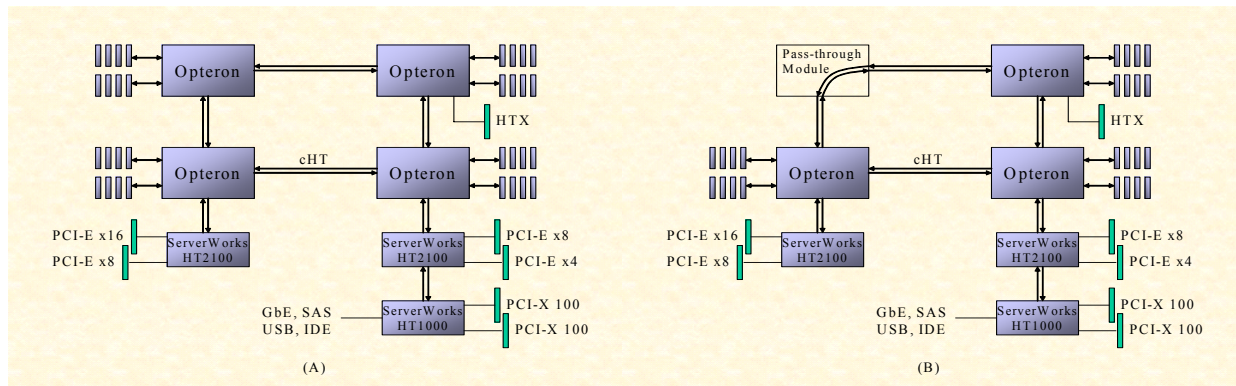 Opteron
Opteron
HTX
cHT
Opteron
Opteron
PCI-E x16
PCI-E x8
ServerWorks
HT2100
ServerWorks
HT2100
PCI-E x8
PCI-E x4
GbE, SAS
USB, IDE
ServerWorks
HT1000
PCI-X 100
PCI-X 100
(A)
Pass-through
Module
Opteron
HTX
cHT
Opteron
Opteron
PCI-E x16
PCI-E x8
ServerWorks
HT2100
ServerWorks
HT2100
PCI-E x8
PCI-E x4
GbE, SAS
USB, IDE
ServerWorks
HT1000
PCI-X 100
PCI-X 100
(B)